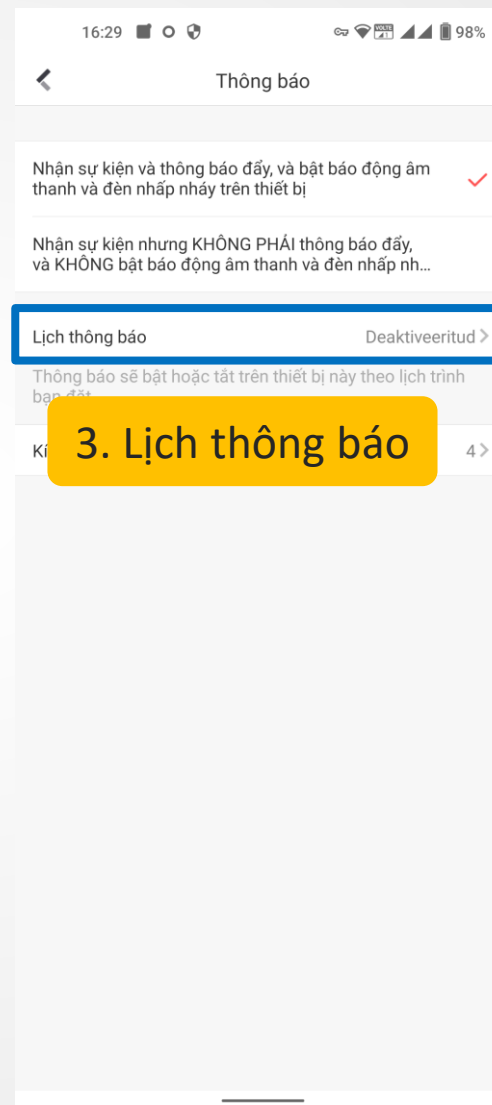 16:29 98%
Thông báo
Nhận sự kiện và thông báo đẩy, và bật báo động âm
thanh và đèn nhấp nháy trên thiết bị
Nhận sự kiện nhưng KHÔNG PHẢI thông báo đẩy,
và KHÔNG bật báo động âm thanh và đèn nhấp nh...
Lịch thông báo Deaktiveeritud
Thông báo sẽ bật hoặc tắt trên thiết bị này theo lịch trình
bạn đặt
3. Lịch thông báo
4